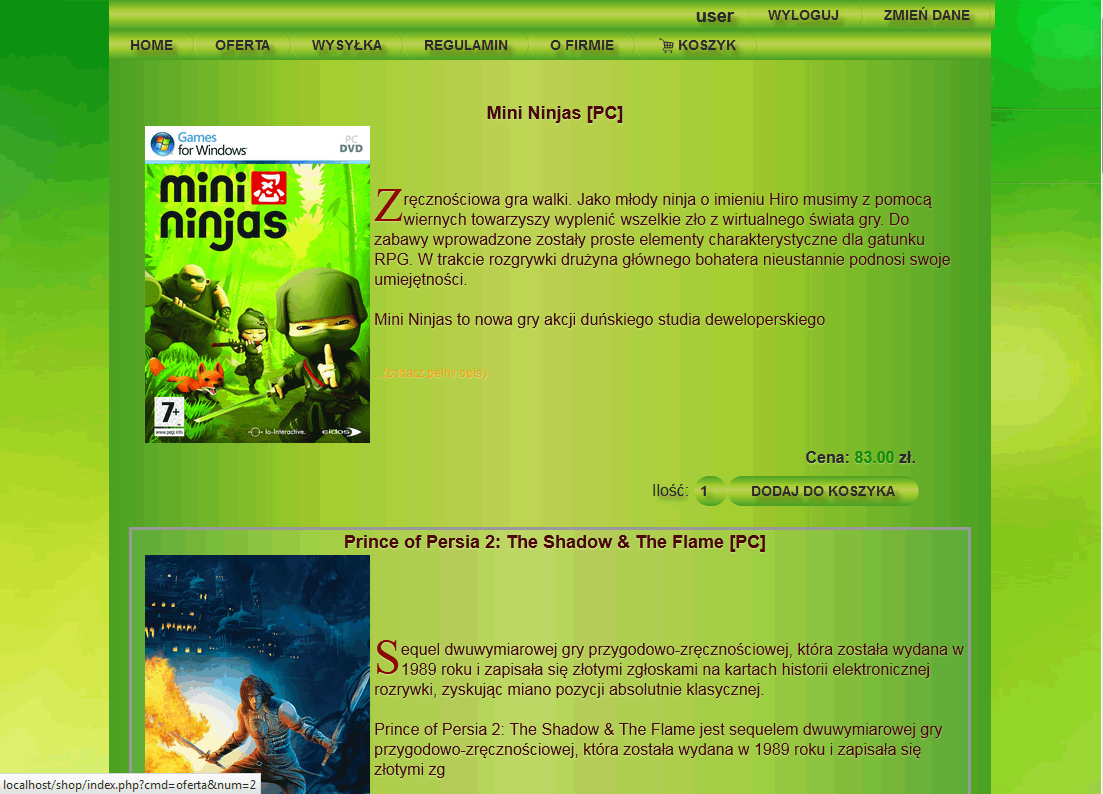 user WYLOGUJ ZMIEŃ DANE
HOME OFERTA WYSYŁKA REGULAMIN O FIRMIE KOSZYK
Mini Ninjas [PC]
Games
for Windows
PC
DVD
mini 忍
ninjas
7+
www.pegi.info
Io-Interactive.
eidos
Zręcznościowa gra walki. Jako młody ninja o imieniu Hiro musimy z pomocą
wiernych towarzyszy wyplenić wszelkie zło z wirtualnego świata gry. Do
zabawy wprowadzone zostały proste elementy charakterystyczne dla gatunku
RPG. W trakcie rozgrywki drużyna głównego bohatera nieustannie podnosi swoje
umiejętności.
Mini Ninjas to nowa gry akcji duńskiego studia deweloperskiego
...(zobacz pełny opis)
Cena: 83.00 zł.
Ilość: 1 DODAJ DO KOSZYKA
Prince of Persia 2: The Shadow & The Flame [PC]
Sequel dwuwymiarowej gry przygodowo-zręcznościowej, która została wydana w
1989 roku i zapisała się złotymi zgłoskami na kartach historii elektronicznej
rozrywki, zyskując miano pozycji absolutnie klasycznej.
Prince of Persia 2: The Shadow & The Flame jest sequelem dwuwymiarowej gry
przygodowo-zręcznościowej, która została wydana w 1989 roku i zapisała się
złotymi zg
localhost/shop/index.php?cmd=oferta&num=2